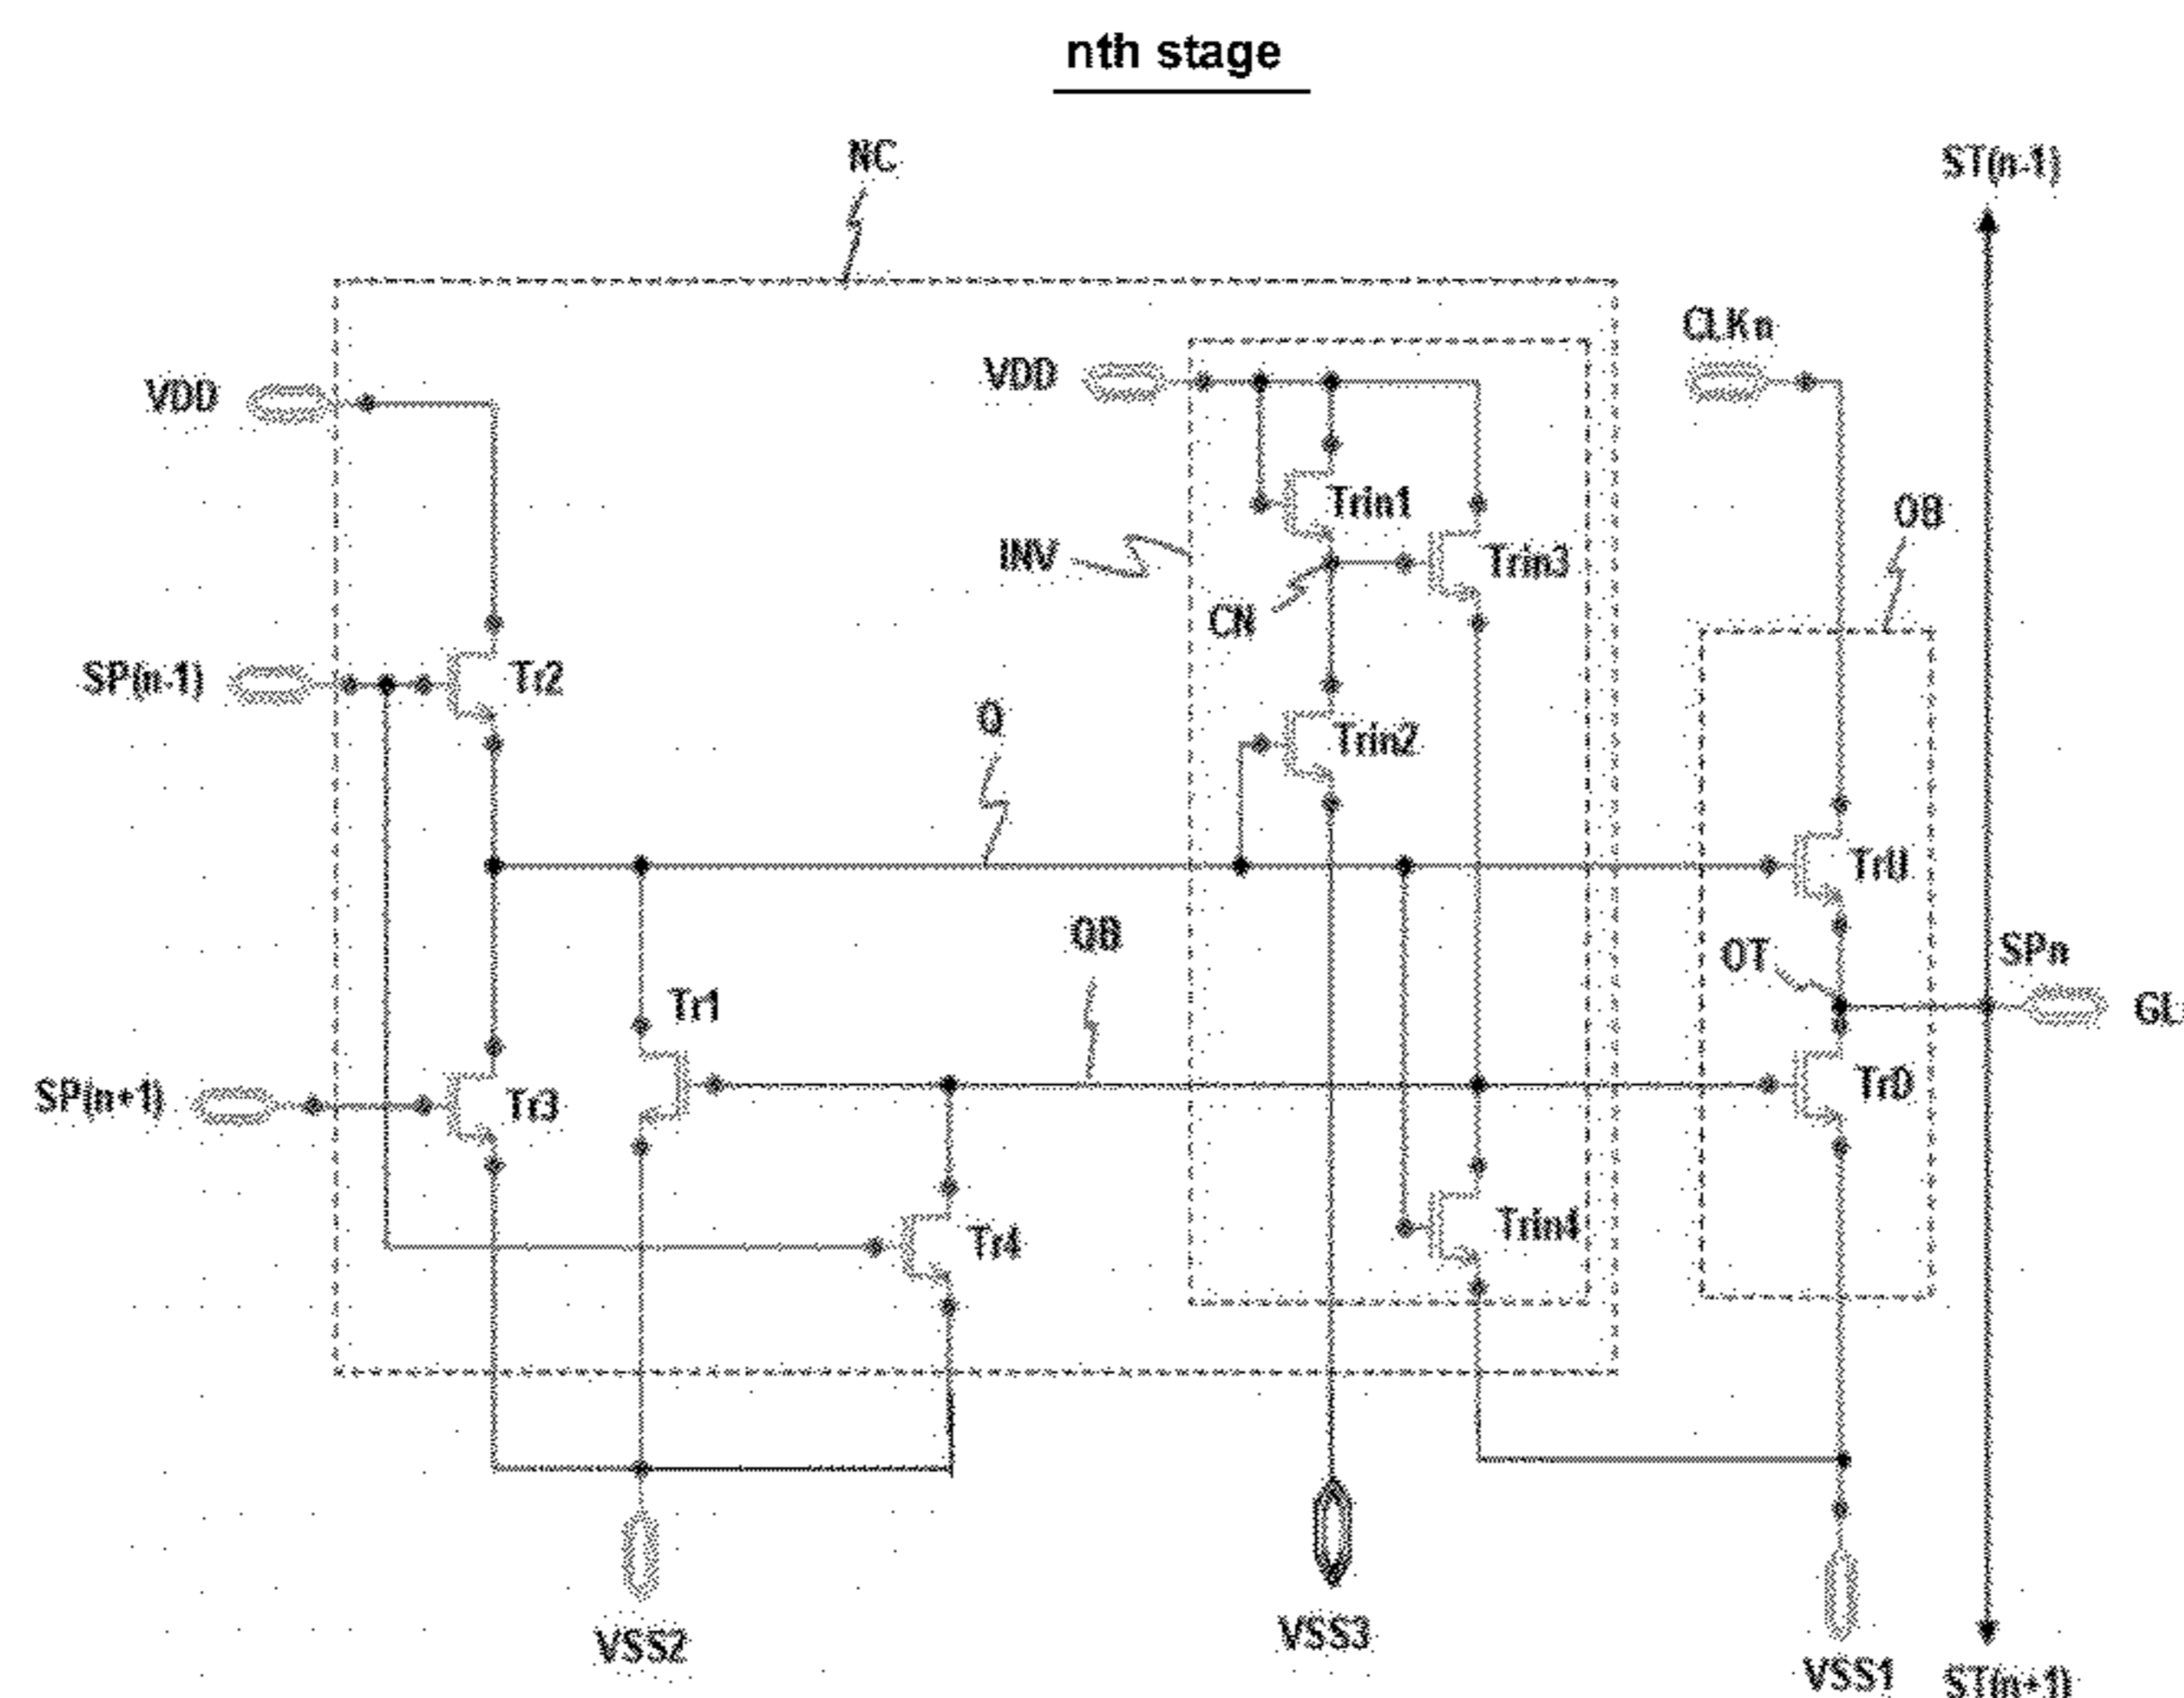 nth stage
NC
ST(n-1)
CLKn
VDD
VDD
OB
Trin1
INV
Trin3
CN
SP(n-1)
Tr2
Q
Trin2
TrU
QB
OT
SPn
GL
Tr1
SP(n+1)
Tr3
TrD
Tr4
Trin4
VSS2
VSS3
VSS1
ST(n+1)